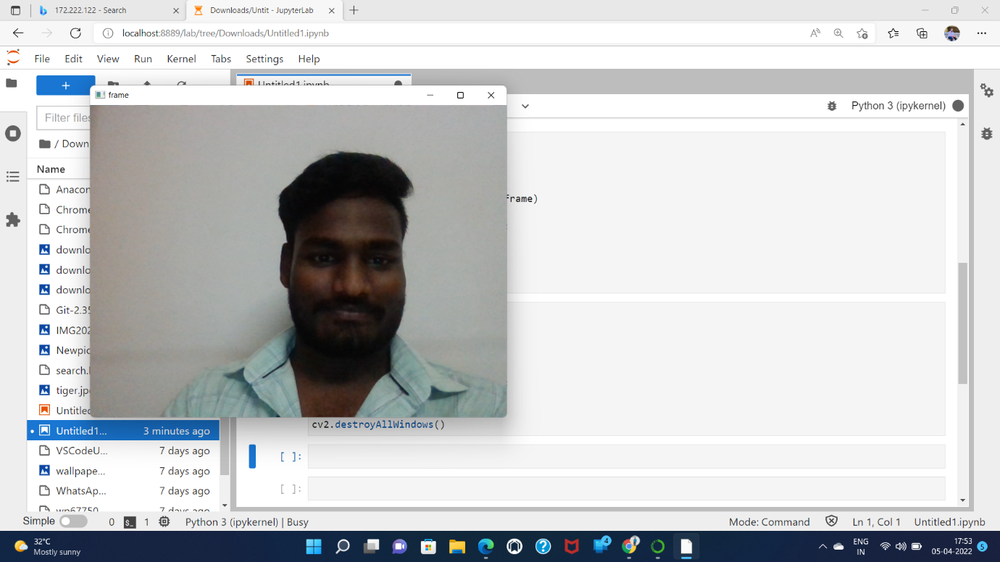 172.222.122 - Search
Downloads/Untit - JupyterLab
localhost:8889/lab/tree/Downloads/Untitled1.ipynb
File Edit View Run Kernel Tabs Settings Help
Untitled1.ipynb
frame
Filter files
Python 3 (ipykernel)
/ Down
Name
Anacon
Chrome
Chrome
downlo
downlo
downlo
Git-2.35
IMG202
Newpic
search.
tiger.jp
Untitled
Untitled1... 3 minutes ago
VSCodeU... 7 days ago
wallpape... 7 days ago
WhatsAp... 7 days ago
wp67750 7 days ago
frame)
cv2.destroyAllWindows()
[ ]:
[ ]:
Simple 0 1 Python 3 (ipykernel) | Busy Mode: Command Ln 1, Col 1 Untitled1.ipynb
32°C
Mostly sunny
4
ENG
IN
17:53
05-04-2022
5